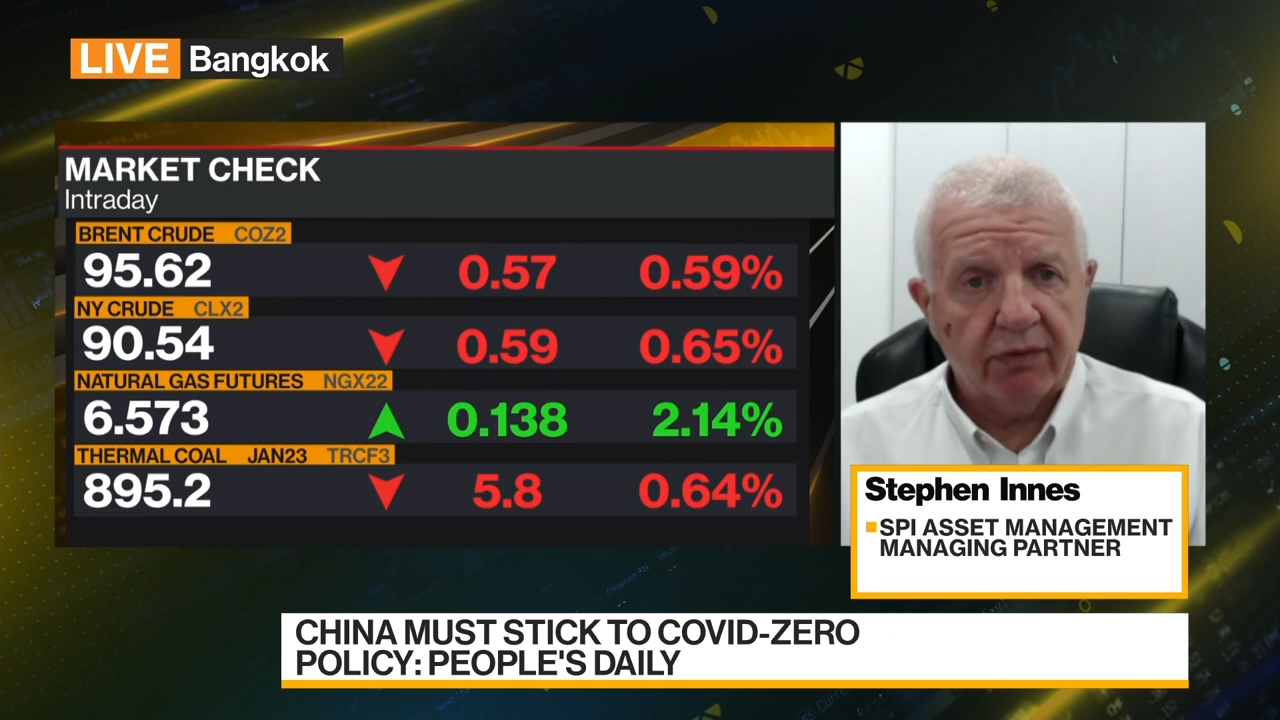 LIVE Bangkok
MARKET CHECK
Intraday
BRENT CRUDE COZ2
95.62 0.57 0.59%
NY CRUDE CLX2
90.54 0.59 0.65%
NATURAL GAS FUTURES NGX22
6.573 0.138 2.14%
THERMAL COAL JAN23 TRCF3
895.2 5.8 0.64%
Stephen Innes
SPI ASSET MANAGEMENT
MANAGING PARTNER
CHINA MUST STICK TO COVID-ZERO
POLICY: PEOPLE'S DAILY